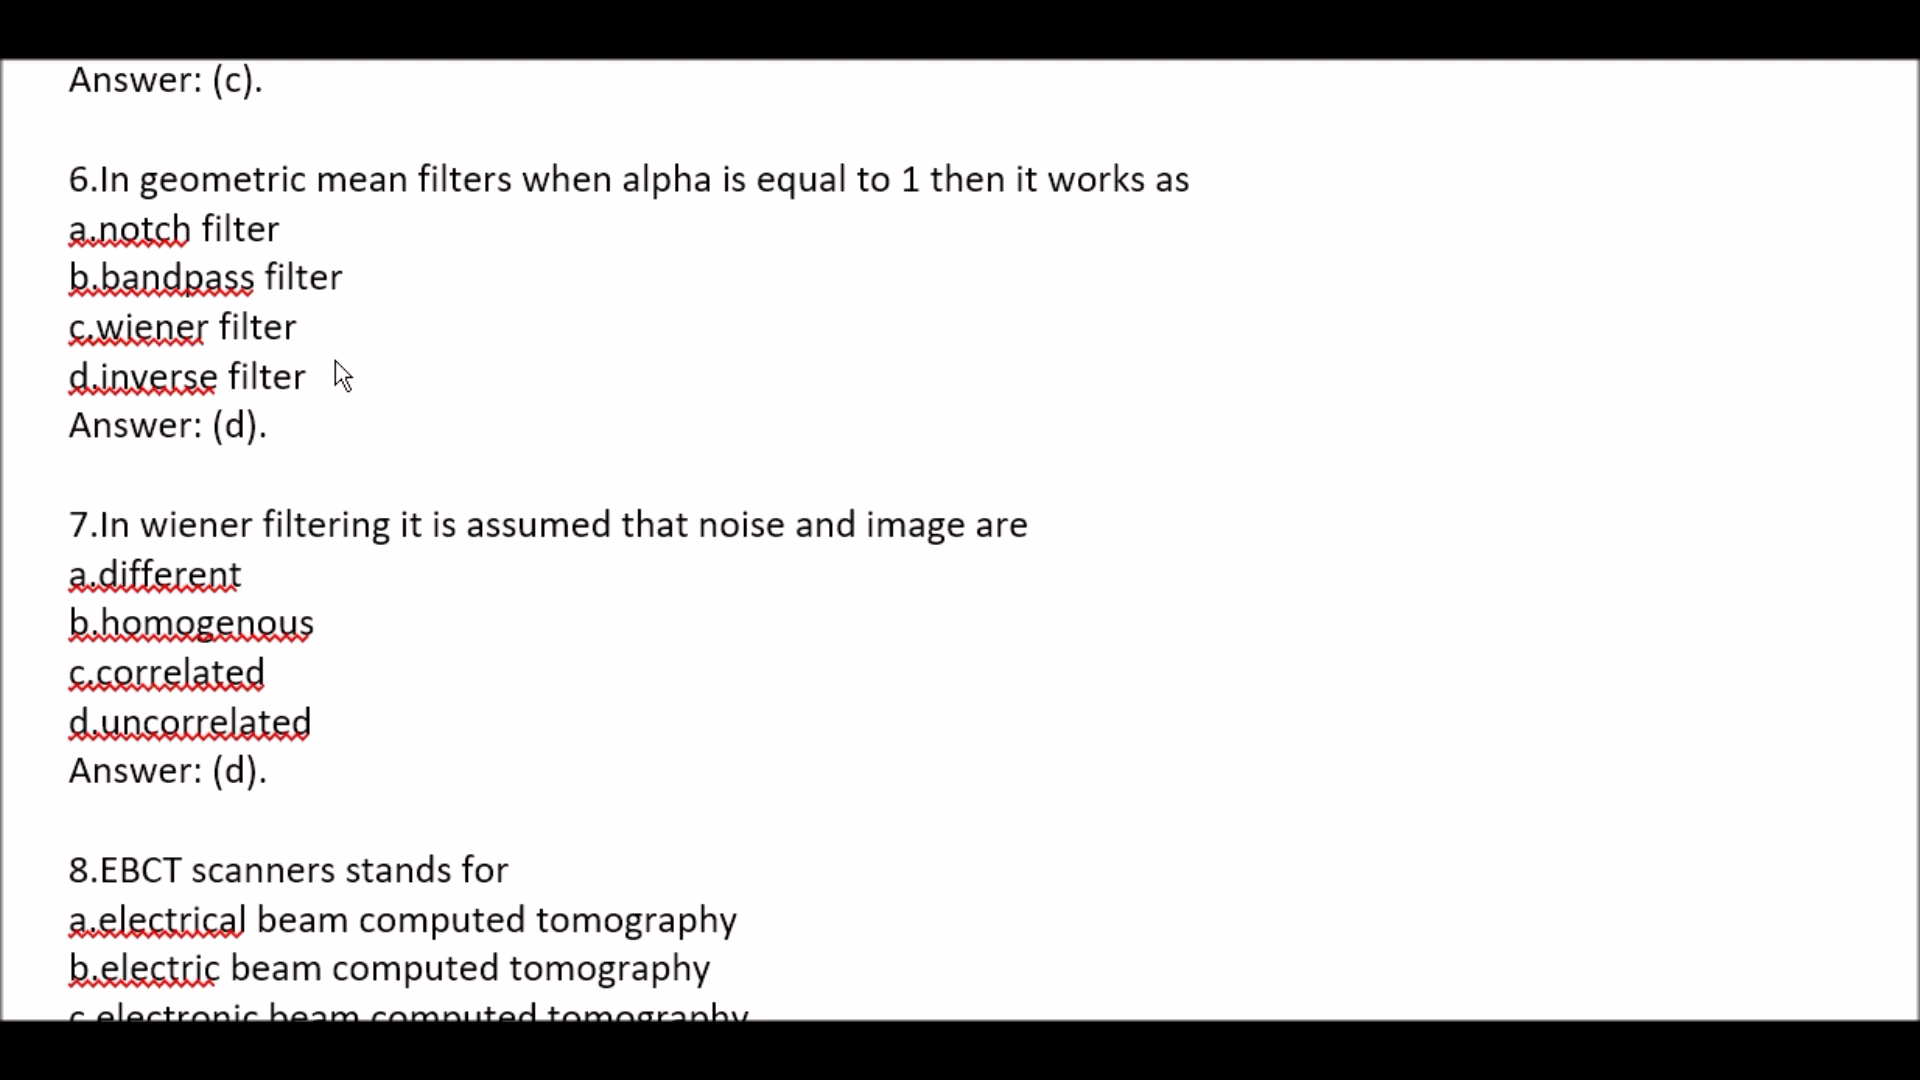 Answer: (c).
6.In geometric mean filters when alpha is equal to 1 then it works as
a.notch filter
b.bandpass filter
c.wiener filter
d.inverse filter
Answer: (d).
7.In wiener filtering it is assumed that noise and image are
a.different
b.homogenous
c.correlated
d.uncorrelated
Answer: (d).
8.EBCT scanners stands for
a.electrical beam computed tomography
b.electric beam computed tomography
c.electronic beam computed tomography